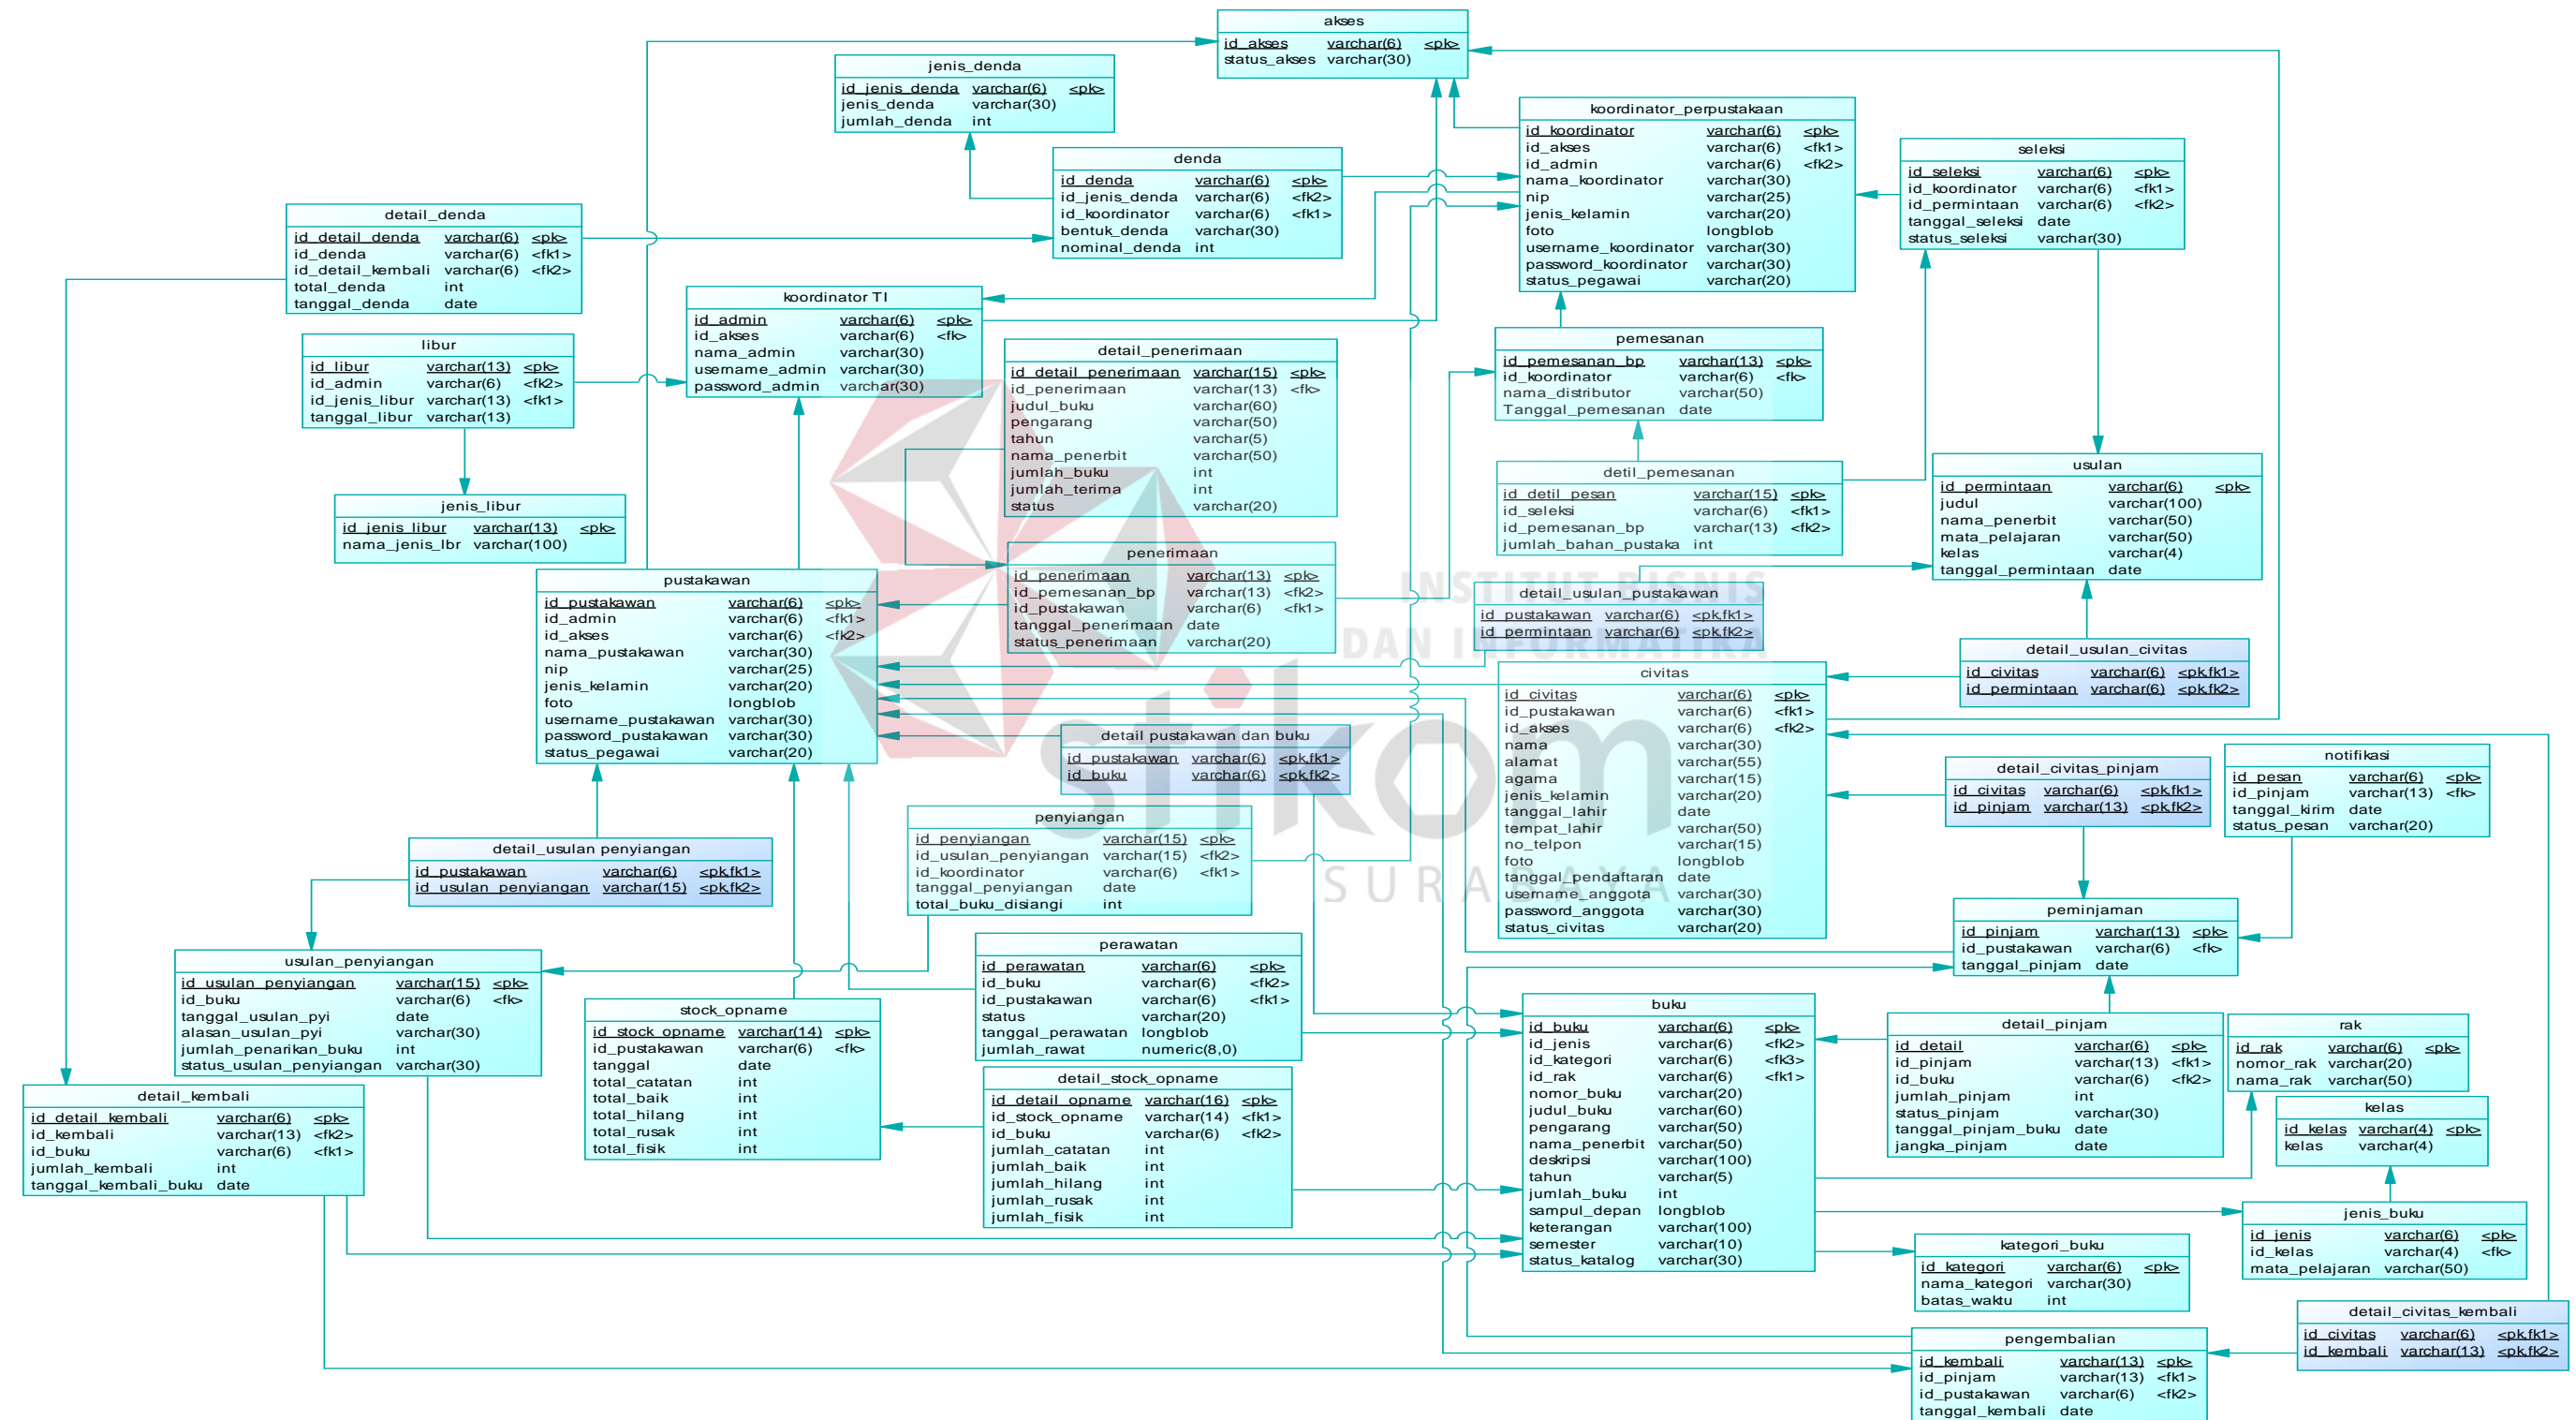 akses
id_akses varchar(6) <pk>
status_akses varchar(30)
jenis_denda
id_jenis_denda varchar(6) <pk>
jenis_denda varchar(30)
jumlah_denda int
koordinator_perpustakaan
id_koordinator varchar(6) <pk>
id_akses varchar(6) <fk1>
id_admin varchar(6) <fk2>
nama_koordinator varchar(30)
nip varchar(25)
jenis_kelamin varchar(20)
foto longblob
username_koordinator varchar(30)
password_koordinator varchar(30)
status_pegawai varchar(20)
seleksi
id_seleksi varchar(6) <pk>
id_koordinator varchar(6) <fk1>
id_permintaan varchar(6) <fk2>
tanggal_seleksi date
status_seleksi varchar(30)
denda
id_denda varchar(6) <pk>
id_jenis_denda varchar(6) <fk2>
id_koordinator varchar(6) <fk1>
bentuk_denda varchar(30)
nominal_denda int
detail_denda
id_detail_denda varchar(6) <pk>
id_denda varchar(6) <fk1>
id_detail_kembali varchar(6) <fk2>
total_denda int
tanggal_denda date
koordinator TI
id_admin varchar(6) <pk>
id_akses varchar(6) <fk>
nama_admin varchar(30)
username_admin varchar(30)
password_admin varchar(30)
libur
id_libur varchar(13) <pk>
id_admin varchar(6) <fk2>
id_jenis_libur varchar(13) <fk1>
tanggal_libur varchar(13)
detail_penerimaan
id_detail_penerimaan varchar(15) <pk>
id_penerimaan varchar(13) <fk>
judul_buku varchar(60)
pengarang varchar(50)
tahun varchar(5)
nama_penerbit varchar(50)
jumlah_buku int
jumlah_terima int
status varchar(20)
pemesanan
id_pemesanan_bp varchar(13) <pk>
id_koordinator varchar(6) <fk>
nama_distributor varchar(50)
Tanggal_pemesanan date
detil_pemesanan
id_detil_pesan varchar(15) <pk>
id_seleksi varchar(6) <fk1>
id_pemesanan_bp varchar(13) <fk2>
jumlah_bahan_pustaka int
usulan
id_permintaan varchar(6) <pk>
judul varchar(100)
nama_penerbit varchar(50)
mata_pelajaran varchar(50)
kelas varchar(4)
tanggal_permintaan date
jenis_libur
id_jenis_libur varchar(13) <pk>
nama_jenis_lbr varchar(100)
penerimaan
id_penerimaan varchar(13) <pk>
id_pemesanan_bp varchar(13) <fk2>
id_pustakawan varchar(6) <fk1>
tanggal_penerimaan date
status_penerimaan varchar(20)
pustakawan
id_pustakawan varchar(6) <pk>
id_admin varchar(6) <fk1>
id_akses varchar(6) <fk2>
nama_pustakawan varchar(30)
nip varchar(25)
jenis_kelamin varchar(20)
foto longblob
username_pustakawan varchar(30)
password_pustakawan varchar(30)
status_pegawai varchar(20)
INSTITUT BISNIS
DAN INFORMATIKA
stikom
SURABAYA
detail_usulan_pustakawan
id_pustakawan varchar(6) <pk,fk1>
id_permintaan varchar(6) <pk,fk2>
detail_usulan_civitas
id_civitas varchar(6) <pk,fk1>
id_permintaan varchar(6) <pk,fk2>
civitas
id_civitas varchar(6) <pk>
id_pustakawan varchar(6) <fk1>
id_akses varchar(6) <fk2>
nama varchar(30)
alamat varchar(55)
agama varchar(15)
jenis_kelamin varchar(20)
tanggal_lahir date
tempat_lahir varchar(50)
no_telpon varchar(15)
foto longblob
tanggal_pendaftaran date
username_anggota varchar(30)
password_anggota varchar(30)
status_civitas varchar(20)
detail pustakawan dan buku
id_pustakawan varchar(6) <pk,fk1>
id_buku varchar(6) <pk,fk2>
detail_civitas_pinjam
id_civitas varchar(6) <pk,fk1>
id_pinjam varchar(13) <pk,fk2>
notifikasi
id_pesan varchar(6) <pk>
id_pinjam varchar(13) <fk>
tanggal_kirim date
status_pesan varchar(20)
penyiangan
id_penyiangan varchar(15) <pk>
id_usulan_penyiangan varchar(15) <fk2>
id_koordinator varchar(6) <fk1>
tanggal_penyiangan date
total_buku_disiangi int
detail_usulan penyiangan
id_pustakawan varchar(6) <pk,fk1>
id_usulan_penyiangan varchar(15) <pk,fk2>
peminjaman
id_pinjam varchar(13) <pk>
id_pustakawan varchar(6) <fk>
tanggal_pinjam date
usulan_penyiangan
id_usulan_penyiangan varchar(15) <pk>
id_buku varchar(6) <fk>
tanggal_usulan_pyi date
alasan_usulan_pyi varchar(30)
jumlah_penarikan_buku int
status_usulan_penyiangan varchar(30)
perawatan
id_perawatan varchar(6) <pk>
id_buku varchar(6) <fk2>
id_pustakawan varchar(6) <fk1>
status varchar(20)
tanggal_perawatan longblob
jumlah_rawat numeric(8,0)
stock_opname
id_stock_opname varchar(14) <pk>
id_pustakawan varchar(6) <fk>
tanggal date
total_catatan int
total_baik int
total_hilang int
total_rusak int
total_fisik int
buku
id_buku varchar(6) <pk>
id_jenis varchar(6) <fk2>
id_kategori varchar(6) <fk3>
id_rak varchar(6) <fk1>
nomor_buku varchar(20)
judul_buku varchar(60)
pengarang varchar(50)
nama_penerbit varchar(50)
deskripsi varchar(100)
tahun varchar(5)
jumlah_buku int
sampul_depan longblob
keterangan varchar(100)
semester varchar(10)
status_katalog varchar(30)
detail_pinjam
id_detail varchar(6) <pk>
id_pinjam varchar(13) <fk1>
id_buku varchar(6) <fk2>
jumlah_pinjam int
status_pinjam varchar(30)
tanggal_pinjam_buku date
jangka_pinjam date
rak
id_rak varchar(6) <pk>
nomor_rak varchar(20)
nama_rak varchar(50)
detail_kembali
id_detail_kembali varchar(6) <pk>
id_kembali varchar(13) <fk2>
id_buku varchar(6) <fk1>
jumlah_kembali int
tanggal_kembali_buku date
detail_stock_opname
id_detail_opname varchar(16) <pk>
id_stock_opname varchar(14) <fk1>
id_buku varchar(6) <fk2>
jumlah_catatan int
jumlah_baik int
jumlah_hilang int
jumlah_rusak int
jumlah_fisik int
kelas
id_kelas varchar(4) <pk>
kelas varchar(4)
jenis_buku
id_jenis varchar(6) <pk>
id_kelas varchar(4) <fk>
mata_pelajaran varchar(50)
kategori_buku
id_kategori varchar(6) <pk>
nama_kategori varchar(30)
batas_waktu int
detail_civitas_kembali
id_civitas varchar(6) <pk,fk1>
id_kembali varchar(13) <pk,fk2>
pengembalian
id_kembali varchar(13) <pk>
id_pinjam varchar(13) <fk1>
id_pustakawan varchar(6) <fk2>
tanggal_kembali date